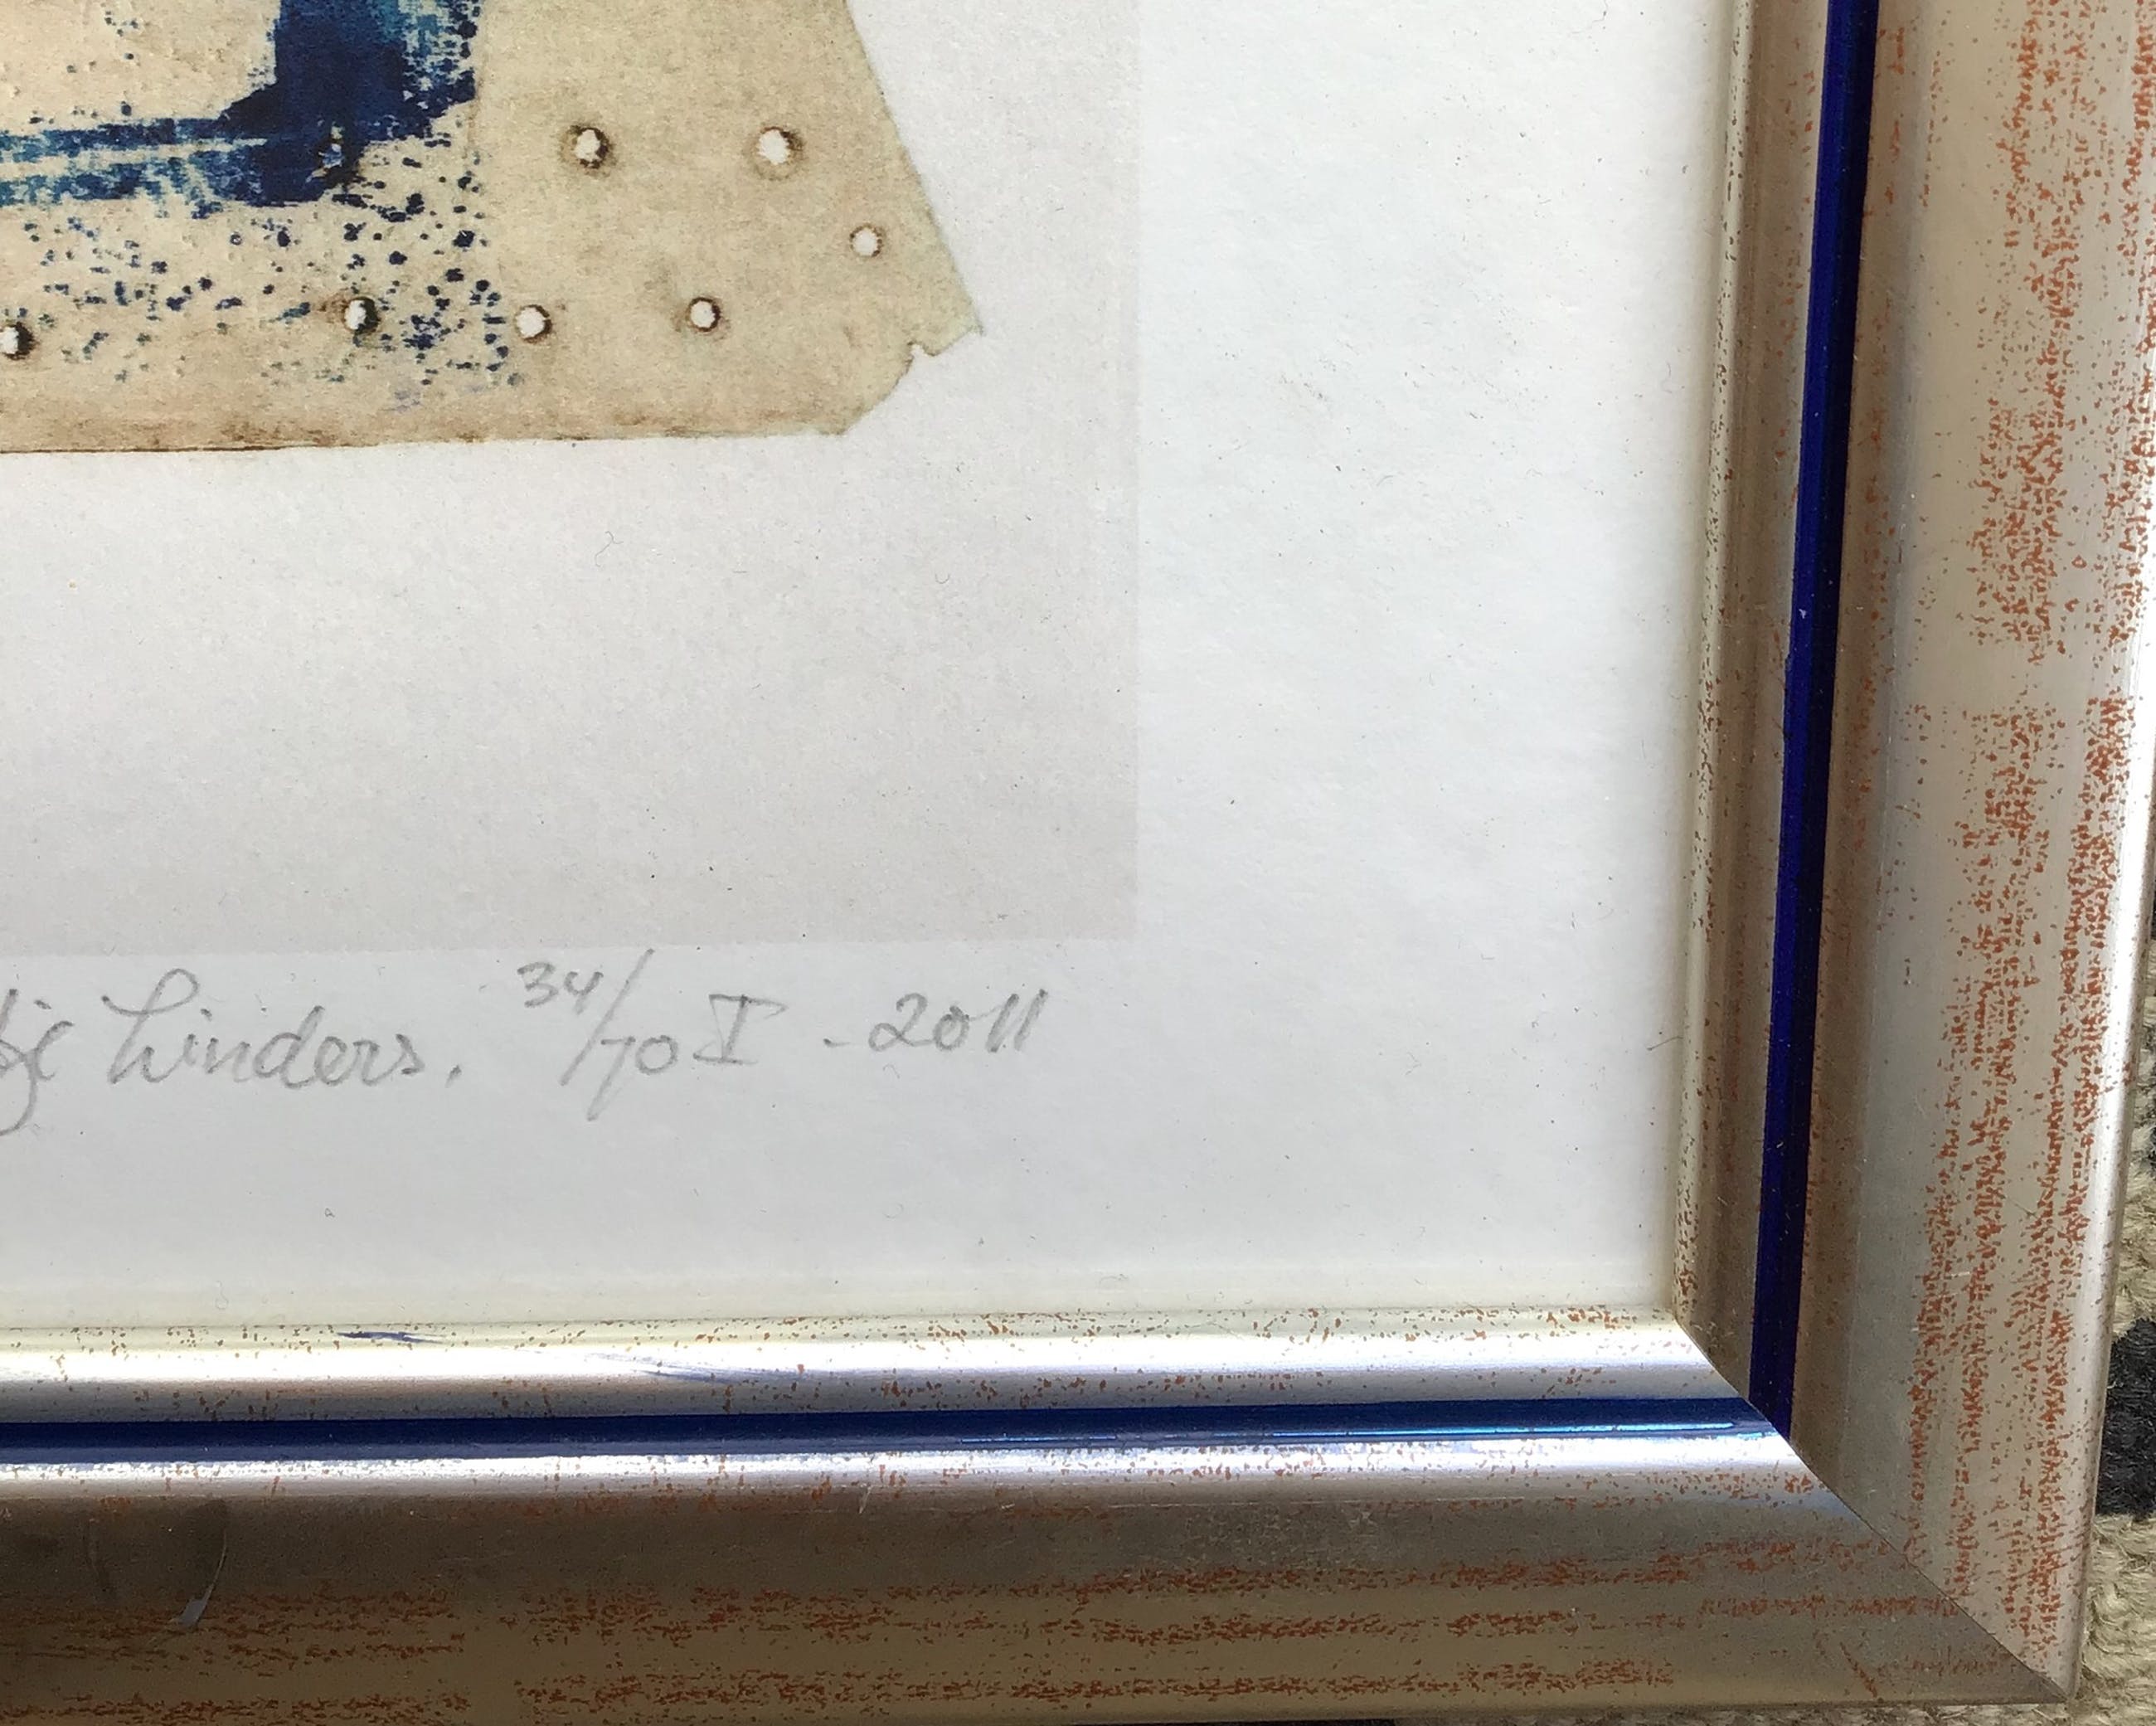 Linders. 34/70 I - 2011